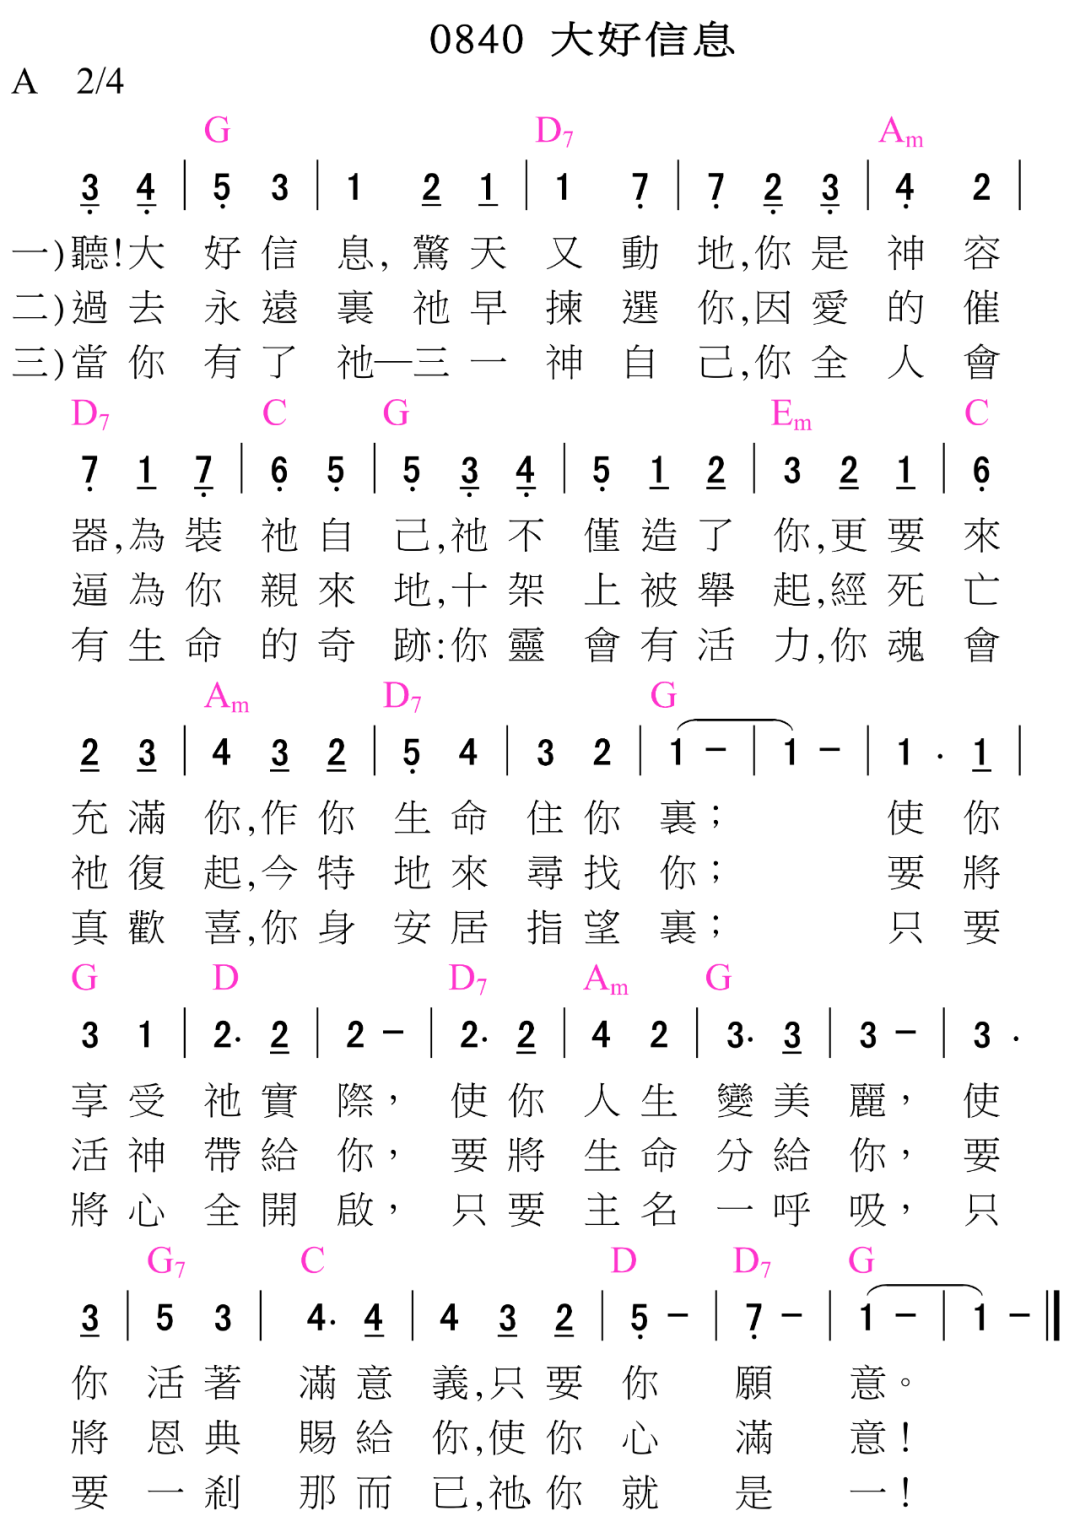 0840 大好信息
A 2/4
G D7 Am
3 4 | 5 3 | 1 2 1 | 1 7 | 7 2 3 | 4 2 |
一)聽!大 好 信 息, 驚 天 又 動 地,你 是 神 容
二)過 去 永 遠 裏 祂 早 揀 選 你,因 愛 的 催
三)當 你 有 了 祂—三 一 神 自 己,你 全 人 會
D7 C G Em C
7 1 7 | 6 5 | 5 3 4 | 5 1 2 | 3 2 1 | 6
器,為 裝 祂 自 己,祂 不 僅 造 了 你,更 要 來
逼 為 你 親 來 地,十 架 上 被 舉 起,經 死 亡
有 生 命 的 奇 跡:你 靈 會 有 活 力,你 魂 會
Am D7 G
2 3 | 4 3 2 | 5 4 | 3 2 | 1 - | 1 - | 1 . 1 |
充 滿 你,作 你 生 命 住 你 裏； 使 你
祂 復 起,今 特 地 來 尋 找 你； 要 將
真 歡 喜,你 身 安 居 指 望 裏； 只 要
G D D7 Am G
3 1 | 2. 2 | 2 - | 2. 2 | 4 2 | 3. 3 | 3 - | 3 .
享 受 祂 實 際， 使 你 人 生 變 美 麗， 使
活 神 帶 給 你， 要 將 生 命 分 給 你， 要
將 心 全 開 啟， 只 要 主 名 一 呼 吸， 只
G7 C D D7 G
3 | 5 3 | 4. 4 | 4 3 2 | 5 - | 7 - | 1 - | 1 - ‖
你 活 著 滿 意 義,只 要 你 願 意。
將 恩 典 賜 給 你,使 你 心 滿 意！
要 一 剎 那 而 已,祂、你 就 是 一！